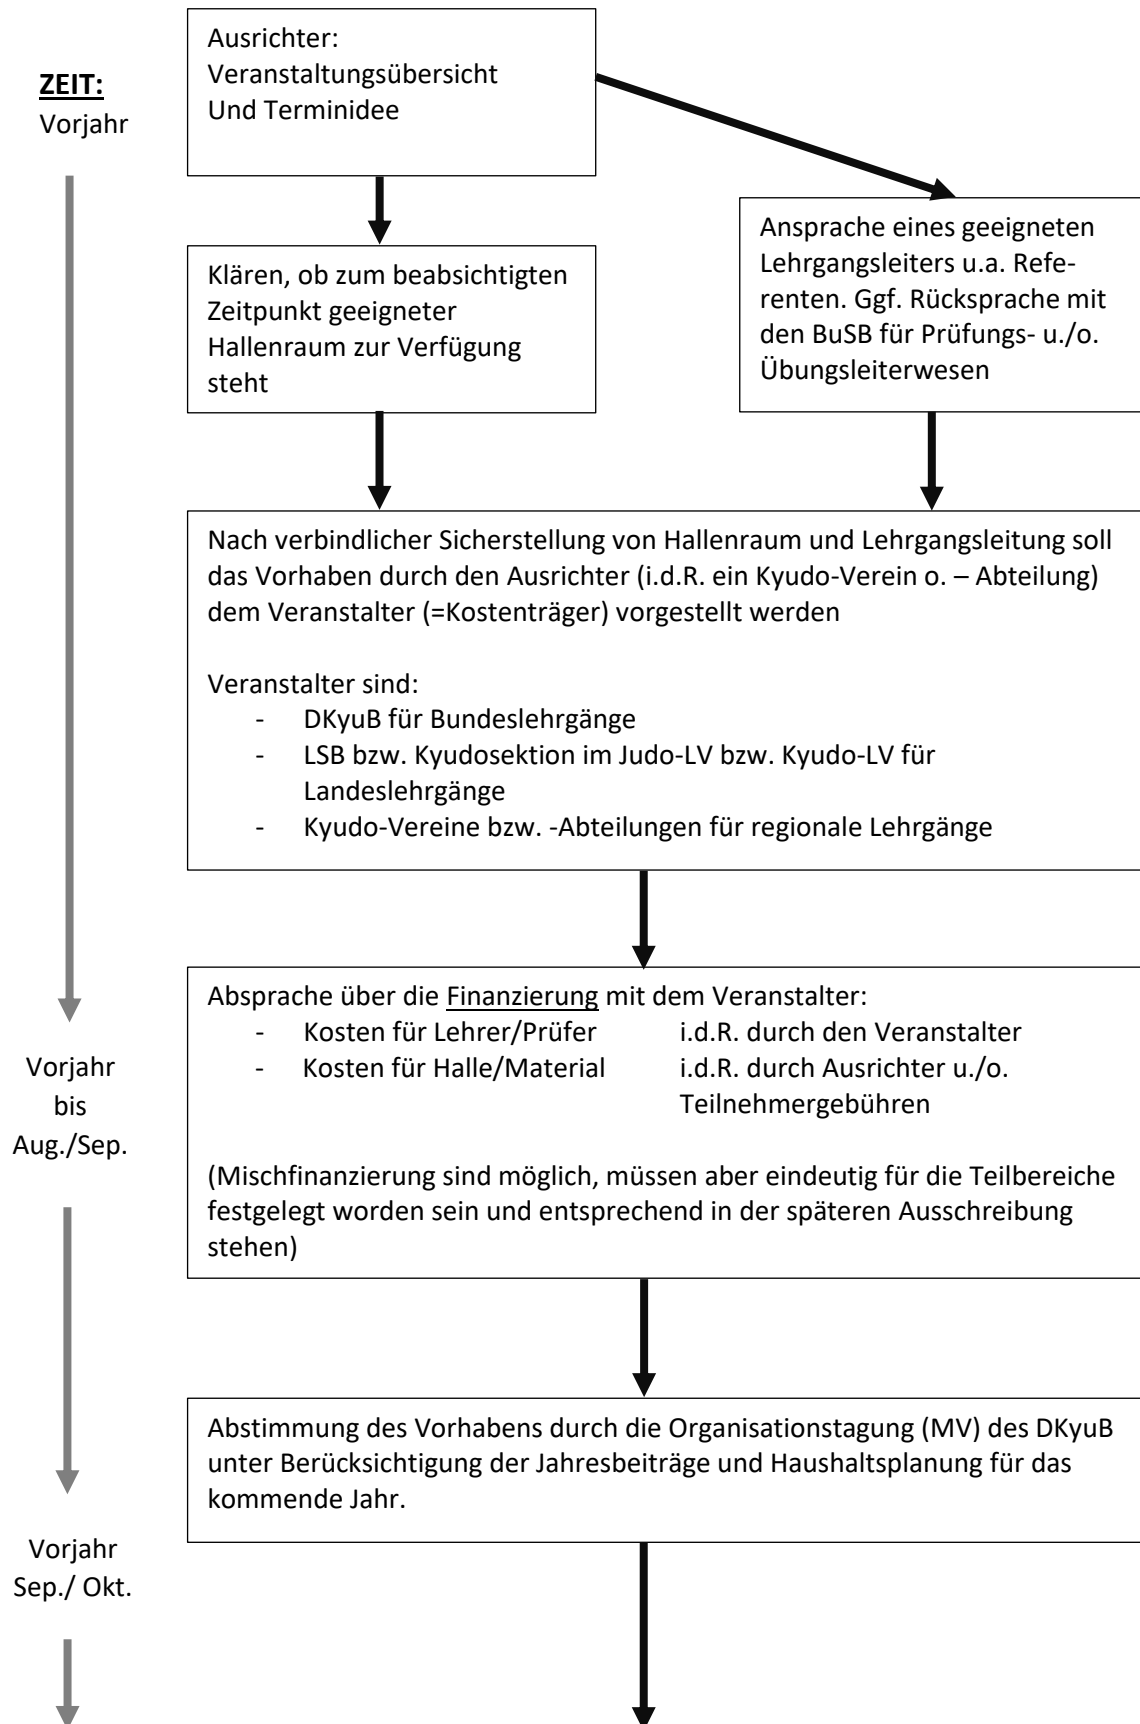 Ausrichter:
Veranstaltungsübersicht
Und Terminidee
ZEIT:
Vorjahr
Klären, ob zum beabsichtigten
Zeitpunkt geeigneter
Hallenraum zur Verfügung
steht
Ansprache eines geeigneten
Lehrgangsleiters u.a. Refe-
renten. Ggf. Rücksprache mit
den BuSB für Prüfungs- u./o.
Übungsleiterwesen
Nach verbindlicher Sicherstellung von Hallenraum und Lehrgangsleitung soll
das Vorhaben durch den Ausrichter (i.d.R. ein Kyudo-Verein o. – Abteilung)
dem Veranstalter (=Kostenträger) vorgestellt werden
Veranstalter sind:
- DKyuB für Bundeslehrgänge
- LSB bzw. Kyudosektion im Judo-LV bzw. Kyudo-LV für
Landeslehrgänge
- Kyudo-Vereine bzw. -Abteilungen für regionale Lehrgänge
Absprache über die Finanzierung mit dem Veranstalter:
- Kosten für Lehrer/Prüfer i.d.R. durch den Veranstalter
- Kosten für Halle/Material i.d.R. durch Ausrichter u./o.
Teilnehmergebühren
(Mischfinanzierung sind möglich, müssen aber eindeutig für die Teilbereiche
festgelegt worden sein und entsprechend in der späteren Ausschreibung
stehen)
Vorjahr
bis
Aug./Sep.
Abstimmung des Vorhabens durch die Organisationstagung (MV) des DKyuB
unter Berücksichtigung der Jahresbeiträge und Haushaltsplanung für das
kommende Jahr.
Vorjahr
Sep./ Okt.